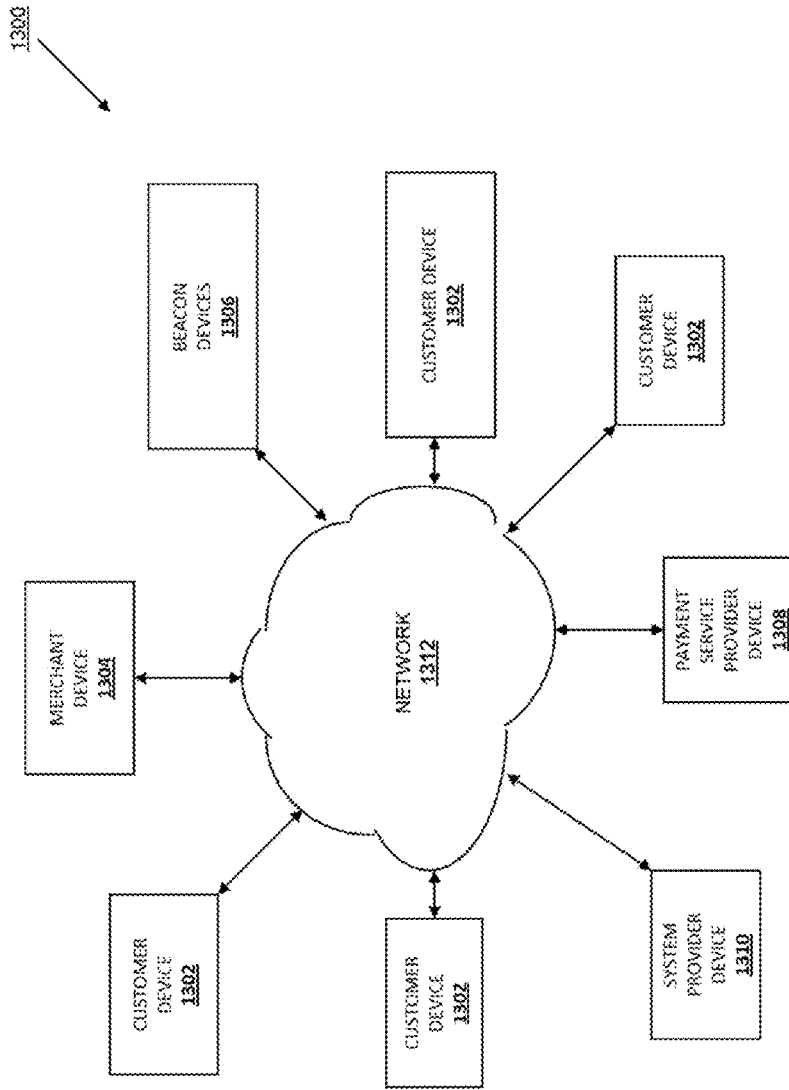 1300
MERCHANT
DEVICE
1304
CUSTOMER
DEVICE
1302
BEACON
DEVICES
1306
CUSTOMER
DEVICE
1302
NETWORK
1312
CUSTOMER DEVICE
1302
SYSTEM
PROVIDER
DEVICE
1310
PAYMENT
SERVICE
PROVIDER
DEVICE
1308
CUSTOMER
DEVICE
1302